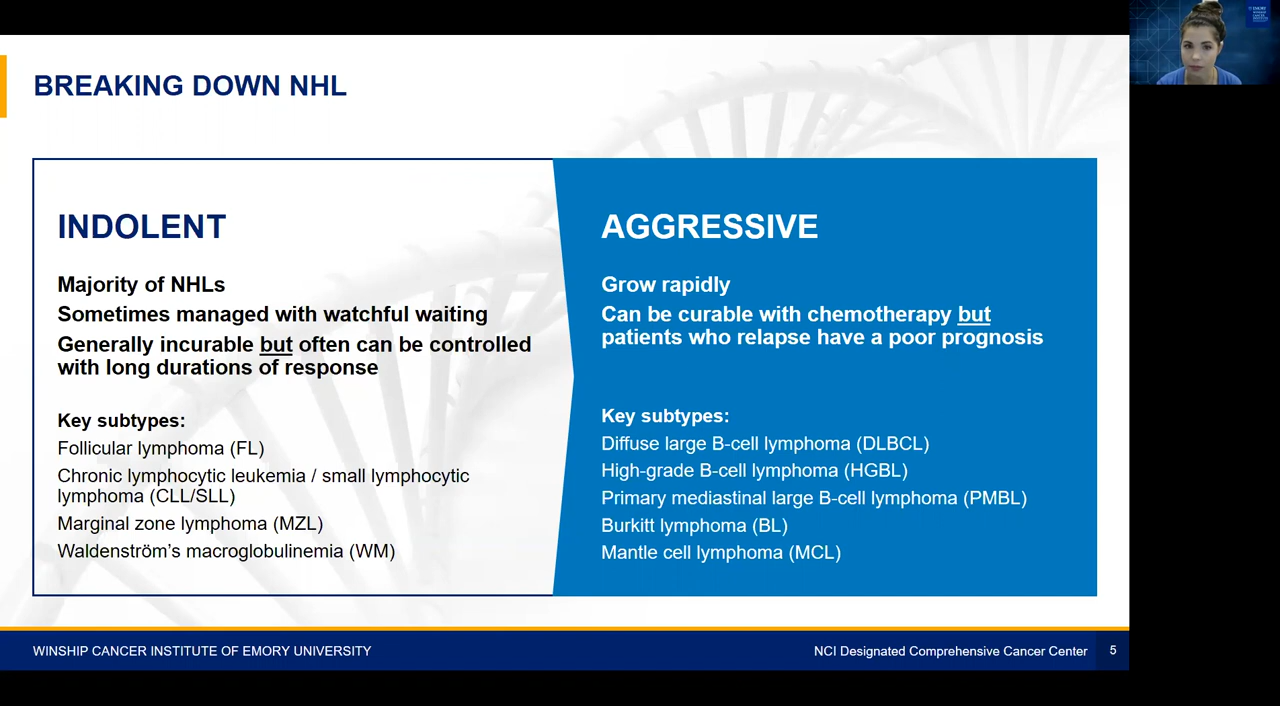 BREAKING DOWN NHL
INDOLENT
Majority of NHLs
Sometimes managed with watchful waiting
Generally incurable but often can be controlled
with long durations of response
Key subtypes:
Follicular lymphoma (FL)
Chronic lymphocytic leukemia / small lymphocytic
lymphoma (CLL/SLL)
Marginal zone lymphoma (MZL)
Waldenström’s macroglobulinemia (WM)
AGGRESSIVE
Grow rapidly
Can be curable with chemotherapy but
patients who relapse have a poor prognosis
Key subtypes:
Diffuse large B-cell lymphoma (DLBCL)
High-grade B-cell lymphoma (HGBL)
Primary mediastinal large B-cell lymphoma (PMBL)
Burkitt lymphoma (BL)
Mantle cell lymphoma (MCL)
WINSHIP CANCER INSTITUTE OF EMORY UNIVERSITY
NCI Designated Comprehensive Cancer Center
5
EMORY